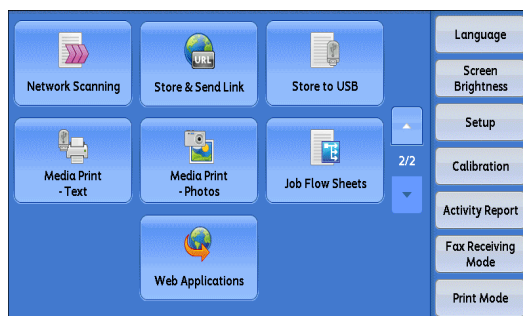 Network Scanning
URL
Store & Send Link
Store to USB
Media Print
- Text
Media Print
- Photos
Job Flow Sheets
Web Applications
2/2
Language
Screen
Brightness
Setup
Calibration
Activity Report
Fax Receiving
Mode
Print Mode